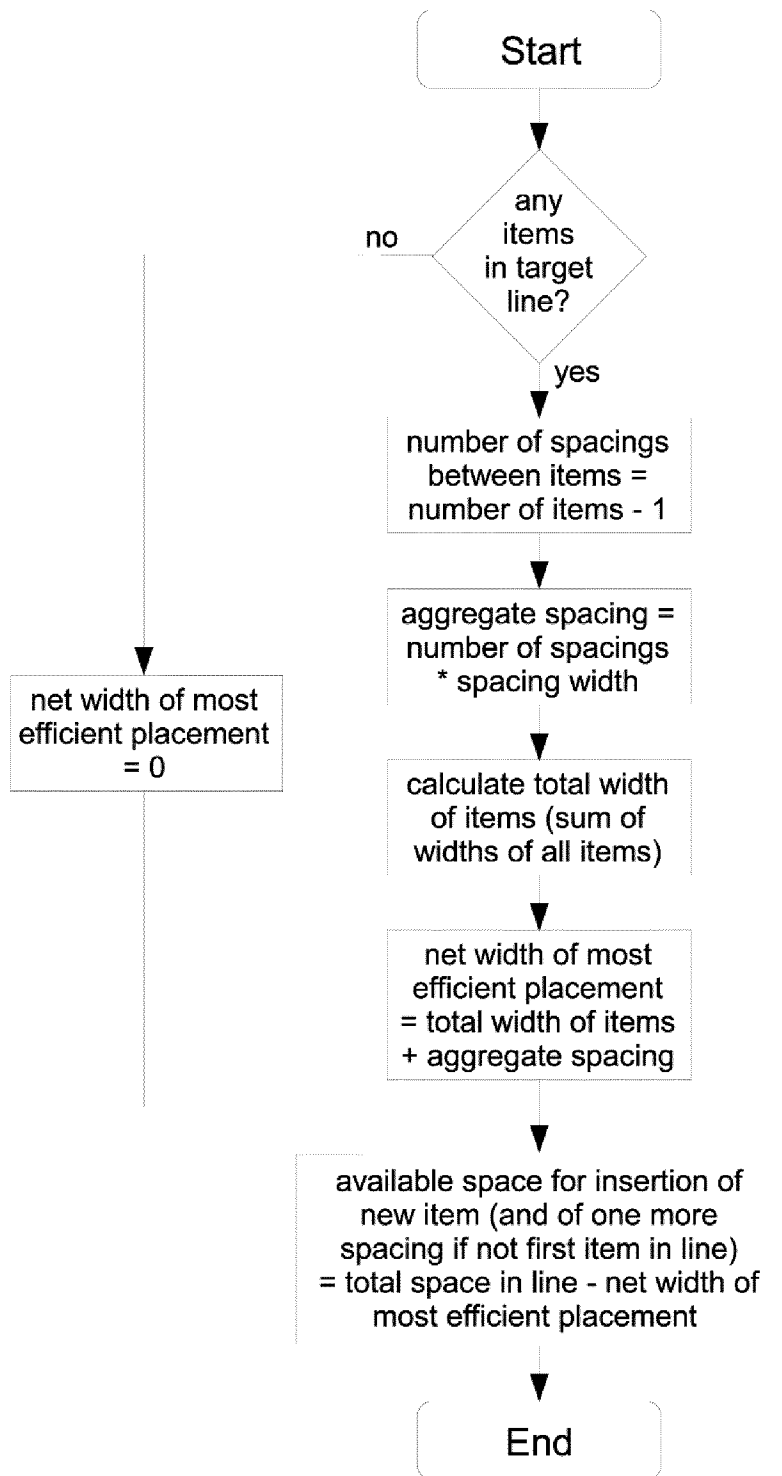 Start
any
items
in target
line?
no
yes
number of spacings
between items =
number of items - 1
aggregate spacing =
number of spacings
* spacing width
net width of most
efficient placement
= 0
calculate total width
of items (sum of
widths of all items)
net width of most
efficient placement
= total width of items
+ aggregate spacing
available space for insertion of
new item (and of one more
spacing if not first item in line)
= total space in line - net width of
most efficient placement
End